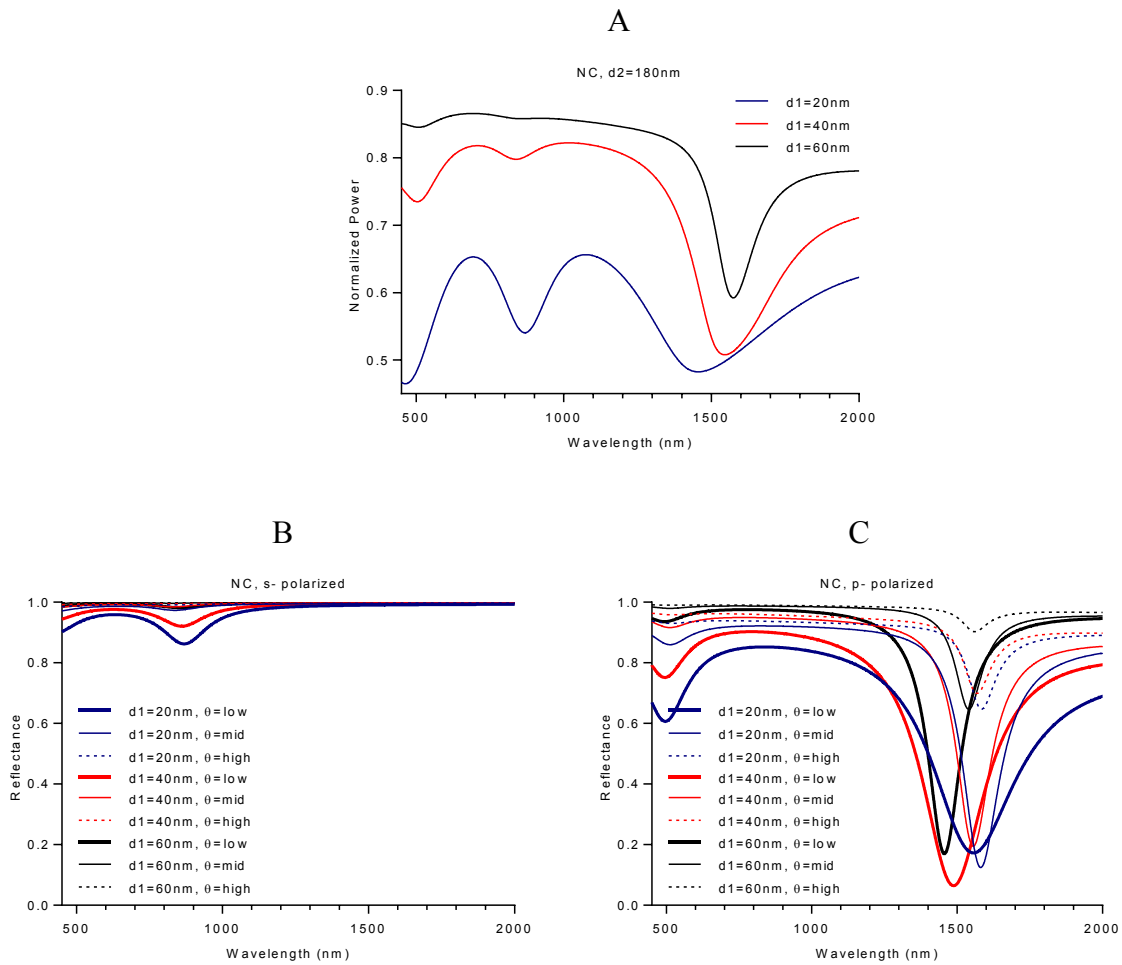 A
NC, d2=180nm
d1=20nm
d1=40nm
d1=60nm
0.9
0.8
0.7
0.6
0.5
Normalized Power
500 1000 1500 2000
Wavelength (nm)
B
NC, s- polarized
1.0
0.8
0.6
0.4
0.2
0.0
Reflectance
d1=20nm, θ=low
d1=20nm, θ=mid
d1=20nm, θ=high
d1=40nm, θ=low
d1=40nm, θ=mid
d1=40nm, θ=high
d1=60nm, θ=low
d1=60nm, θ=mid
d1=60nm, θ=high
500 1000 1500 2000
Wavelength (nm)
C
NC, p- polarized
1.0
0.8
0.6
0.4
0.2
0.0
Reflectance
d1=20nm, θ=low
d1=20nm, θ=mid
d1=20nm, θ=high
d1=40nm, θ=low
d1=40nm, θ=mid
d1=40nm, θ=high
d1=60nm, θ=low
d1=60nm, θ=mid
d1=60nm, θ=high
500 1000 1500 2000
Wavelength (nm)